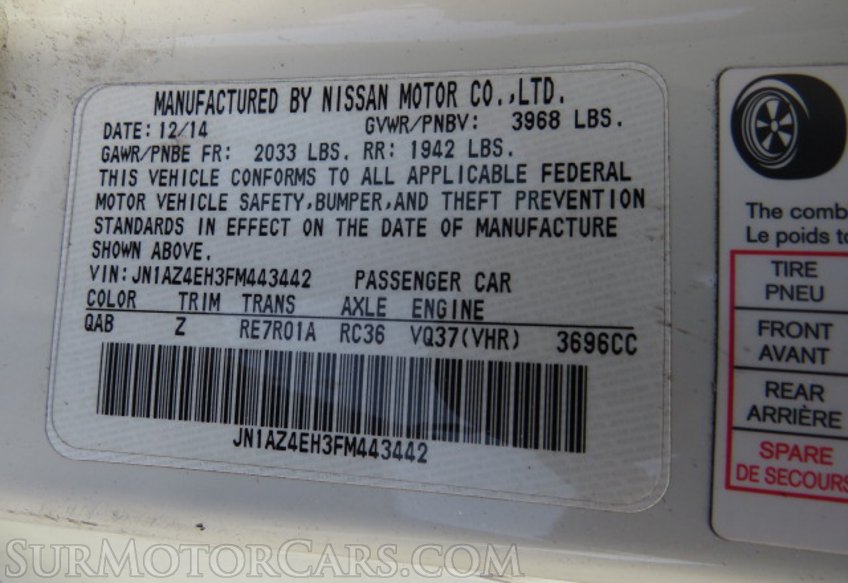 MANUFACTURED BY NISSAN MOTOR CO.,LTD.
DATE: 12/14 GVWR/PNBV: 3968 LBS.
GAWR/PNBE FR: 2033 LBS. RR: 1942 LBS.
THIS VEHICLE CONFORMS TO ALL APPLICABLE FEDERAL
MOTOR VEHICLE SAFETY,BUMPER,AND THEFT PREVENTION
STANDARDS IN EFFECT ON THE DATE OF MANUFACTURE
SHOWN ABOVE.
VIN:JN1AZ4EH3FM443442 PASSENGER CAR
COLOR TRIM TRANS AXLE ENGINE
QAB Z RE7R01A RC36 VQ37(VHR) 3696CC
JN1AZ4EH3FM443442
The comb
Le poids to
TIRE
PNEU
FRONT
AVANT
REAR
ARRIÈRE
SPARE
DE SECOURS
SURMOTORCARS.COM